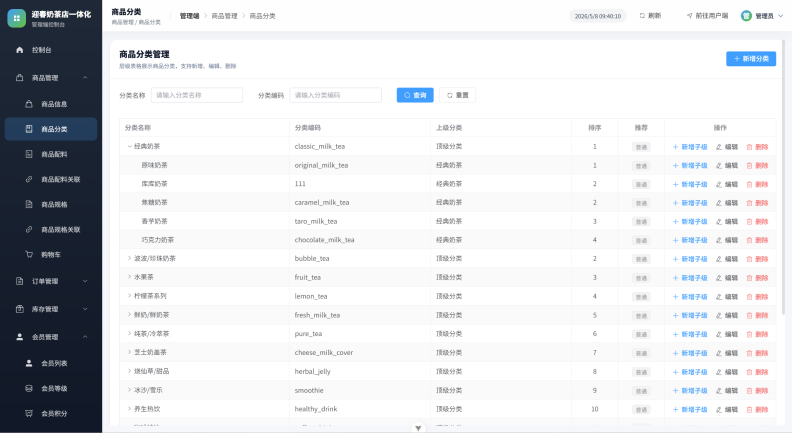 迎春奶茶店一体化
管理端控制台
控制台
商品管理
商品信息
商品分类
商品配料
商品配料关联
商品规格
商品规格关联
购物车
订单管理
库存管理
会员管理
会员列表
会员等级
会员积分
商品分类
商品管理 / 商品分类
管理端 商品管理 商品分类
2026/5/8 09:40:10 刷新 前往用户端 管理员
商品分类管理
层级表格展示商品分类，支持新增、编辑、删除
新增分类
分类名称 请输入分类名称 分类编码 请输入分类编码 查询 重置
分类名称 分类编码 上级分类 排序 推荐 操作
经典奶茶 classic_milk_tea 顶级分类 1 普通 新增子级 编辑 删除
原味奶茶 original_milk_tea 经典奶茶 1 普通 新增子级 编辑 删除
库库奶茶 111 经典奶茶 2 普通 新增子级 编辑 删除
焦糖奶茶 caramel_milk_tea 经典奶茶 2 普通 新增子级 编辑 删除
香芋奶茶 taro_milk_tea 经典奶茶 3 普通 新增子级 编辑 删除
巧克力奶茶 chocolate_milk_tea 经典奶茶 4 普通 新增子级 编辑 删除
波波/珍珠奶茶 bubble_tea 顶级分类 2 普通 新增子级 编辑 删除
水果茶 fruit_tea 顶级分类 3 普通 新增子级 编辑 删除
柠檬茶系列 lemon_tea 顶级分类 4 普通 新增子级 编辑 删除
鲜奶/鲜奶茶 fresh_milk_tea 顶级分类 5 普通 新增子级 编辑 删除
纯茶/冷萃茶 pure_tea 顶级分类 6 普通 新增子级 编辑 删除
芝士奶盖茶 cheese_milk_cover 顶级分类 7 普通 新增子级 编辑 删除
烧仙草/甜品 herbal_jelly 顶级分类 8 普通 新增子级 编辑 删除
冰沙/雪乐 smoothie 顶级分类 9 普通 新增子级 编辑 删除
养生热饮 healthy_drink 顶级分类 10 普通 新增子级 编辑 删除